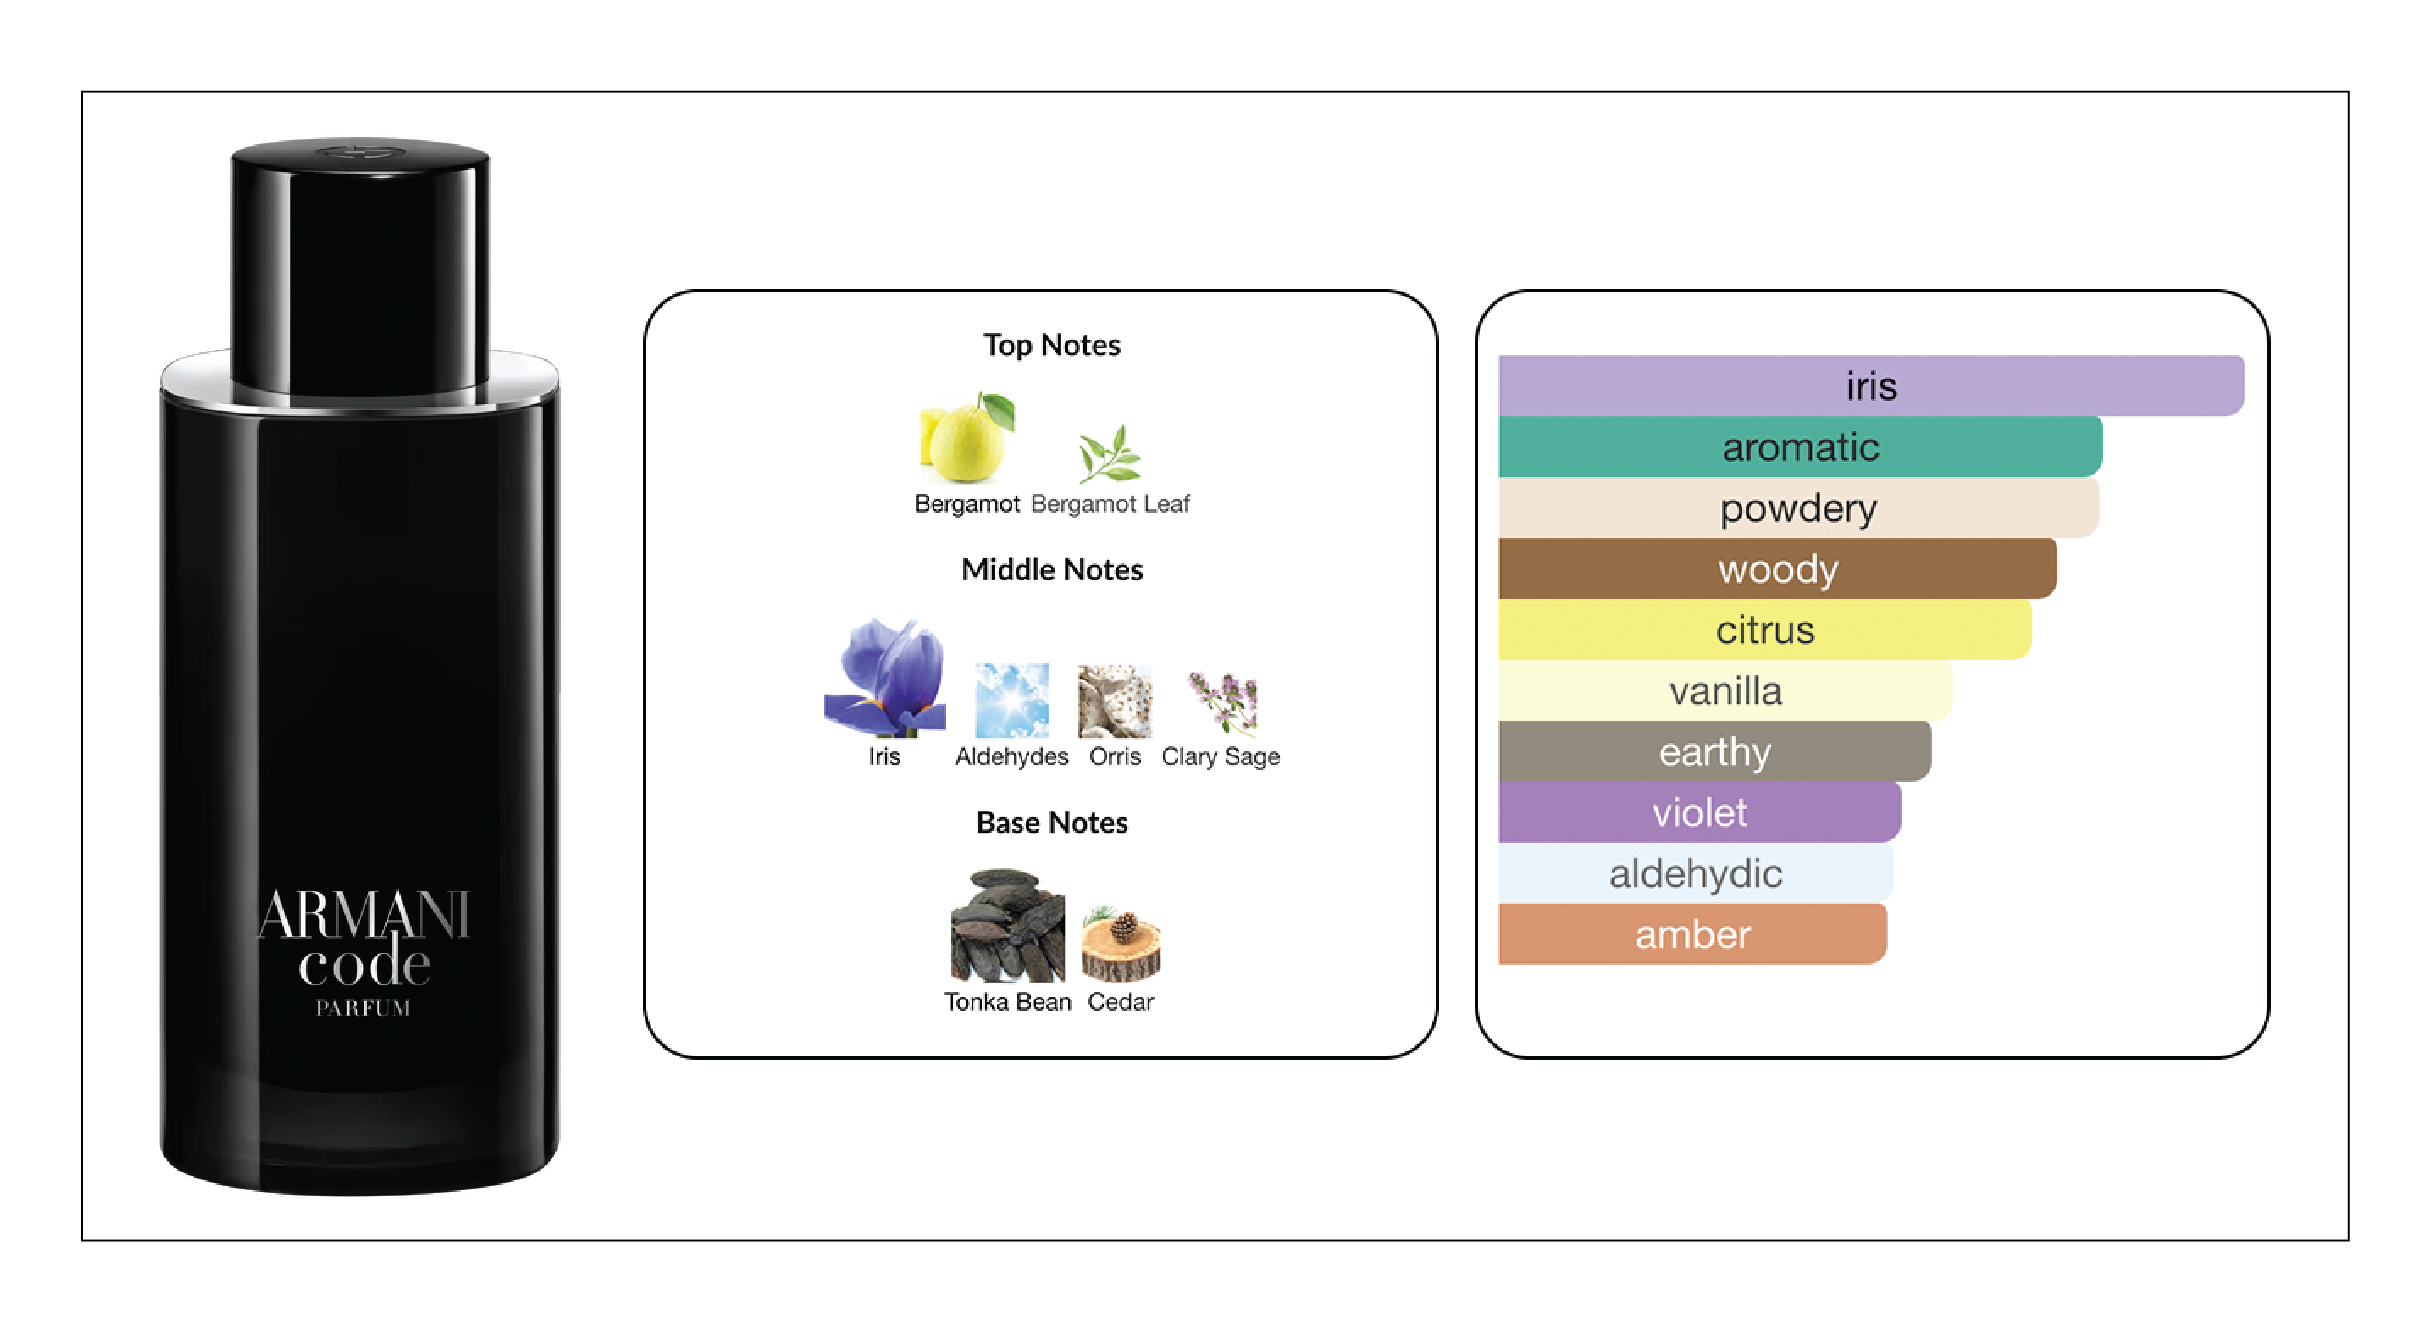 ARMANI
code
PARFUM
Top Notes
Bergamot Bergamot Leaf
Middle Notes
Iris Aldehydes Orris Clary Sage
Base Notes
Tonka Bean Cedar
iris
aromatic
powdery
woody
citrus
vanilla
earthy
violet
aldehydic
amber